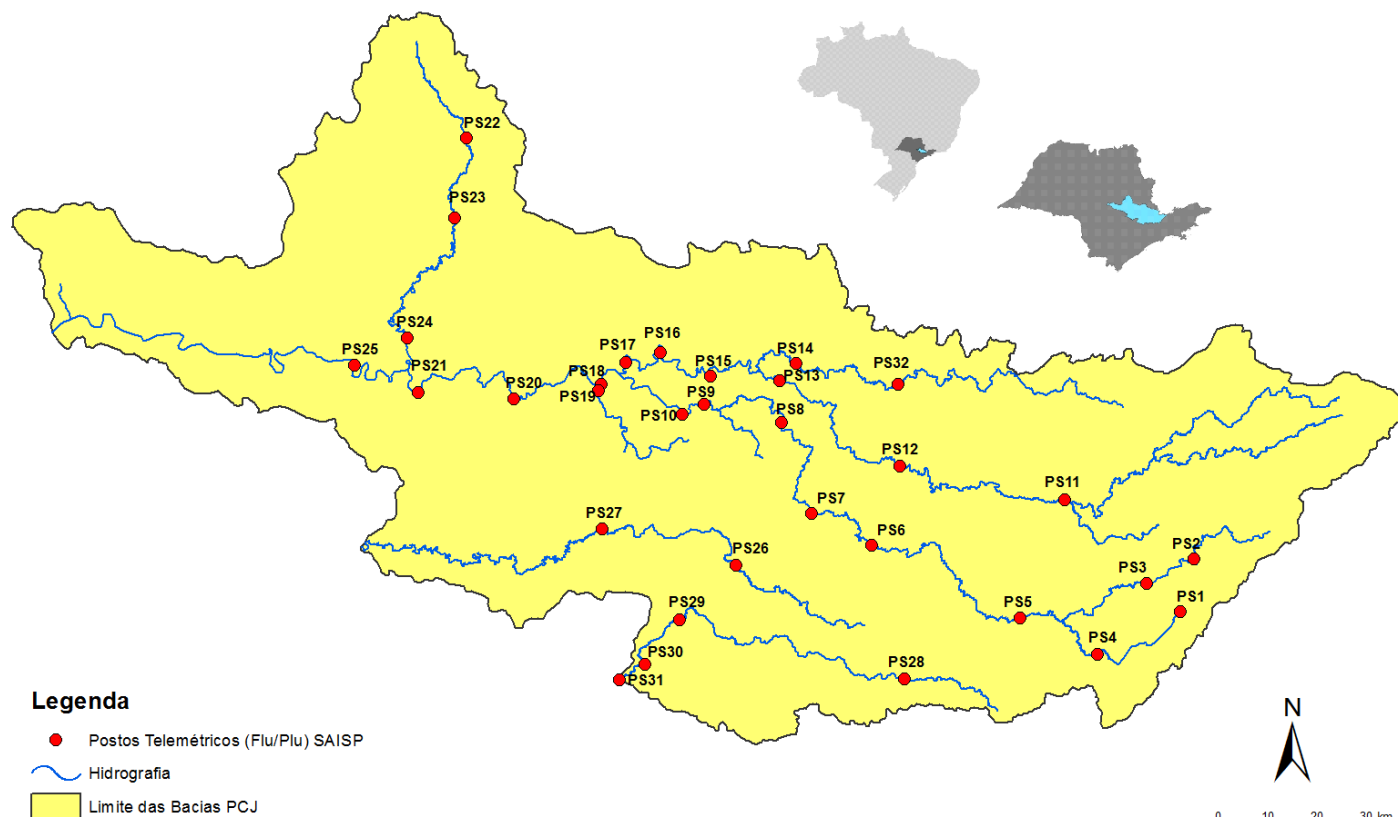 PS22
PS23
PS24
PS25
PS21
PS20
PS18
PS19
PS17
PS16
PS15
PS14
PS13
PS32
PS9
PS10
PS8
PS12
PS11
PS7
PS6
PS27
PS26
PS2
PS3
PS1
PS5
PS4
PS29
PS30
PS31
PS28
Legenda
Postos Telemétricos (Flu/Plu) SAISP
Hidrografia
Limite das Bacias PCJ
N
0 10 20 30 km